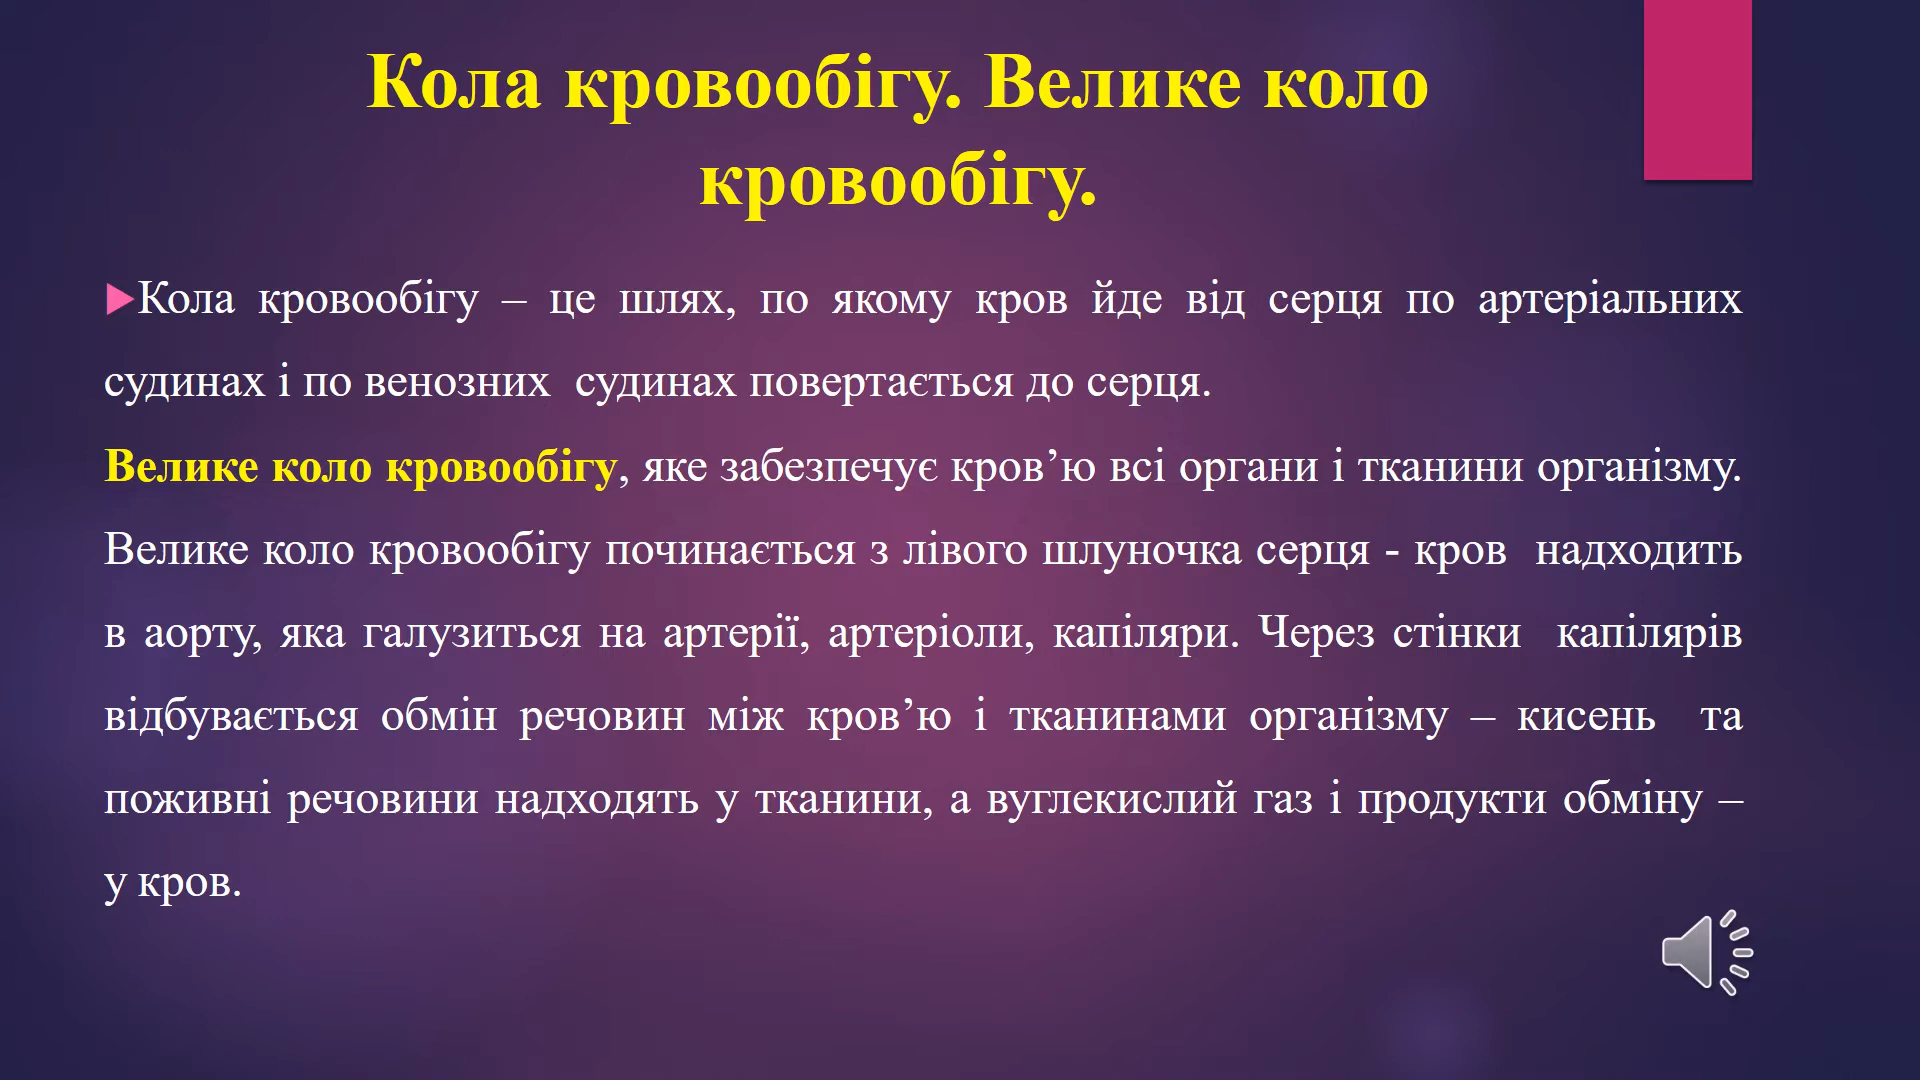 Кола кровообігу. Велике коло
кровообігу.
Кола кровообігу – це шлях, по якому кров йде від серця по артеріальних
судинах і по венозних  судинах повертається до серця.
Велике коло кровообігу, яке забезпечує кров’ю всі органи і тканини організму.
Велике коло кровообігу починається з лівого шлуночка серця - кров  надходить
в аорту, яка галузиться на артерії, артеріоли, капіляри. Через стінки  капілярів
відбувається обмін речовин між кров’ю і тканинами організму – кисень  та
поживні речовини надходять у тканини, а вуглекислий газ і продукти обміну –
у кров.